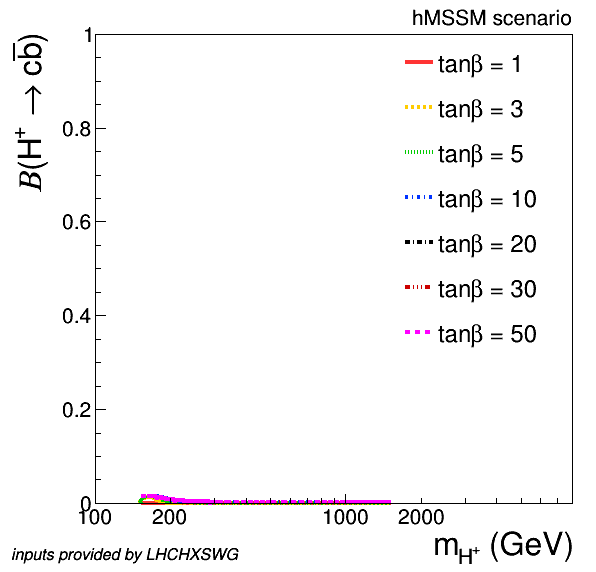 hMSSM scenario
B(H⁺ → cb̅)
1
0.8
0.6
0.4
0.2
0
tanβ = 1
tanβ = 3
tanβ = 5
tanβ = 10
tanβ = 20
tanβ = 30
tanβ = 50
100 200 1000 2000
m_H⁺ (GeV)
inputs provided by LHCHXSWG